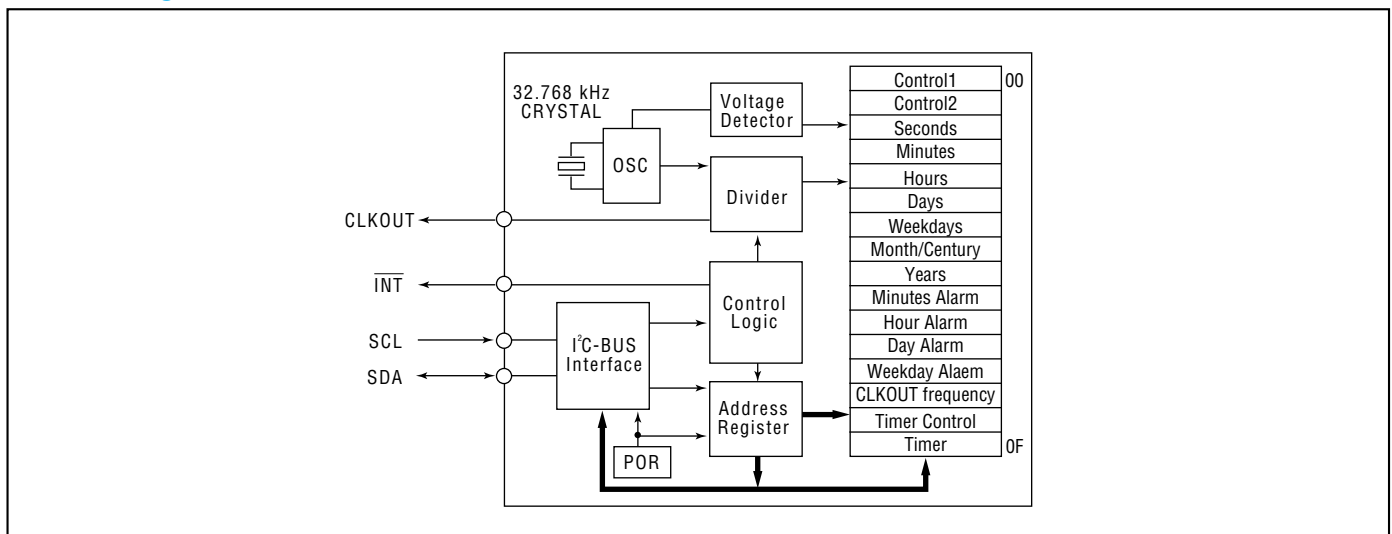 32.768 kHz
CRYSTAL
OSC
Voltage
Detector
Divider
Control
Logic
I²C-BUS
Interface
Address
Register
POR
CLKOUT
INT
SCL
SDA
Control1 00
Control2
Seconds
Minutes
Hours
Days
Weekdays
Month/Century
Years
Minutes Alarm
Hour Alarm
Day Alarm
Weekday Alaem
CLKOUT frequency
Timer Control
Timer 0F